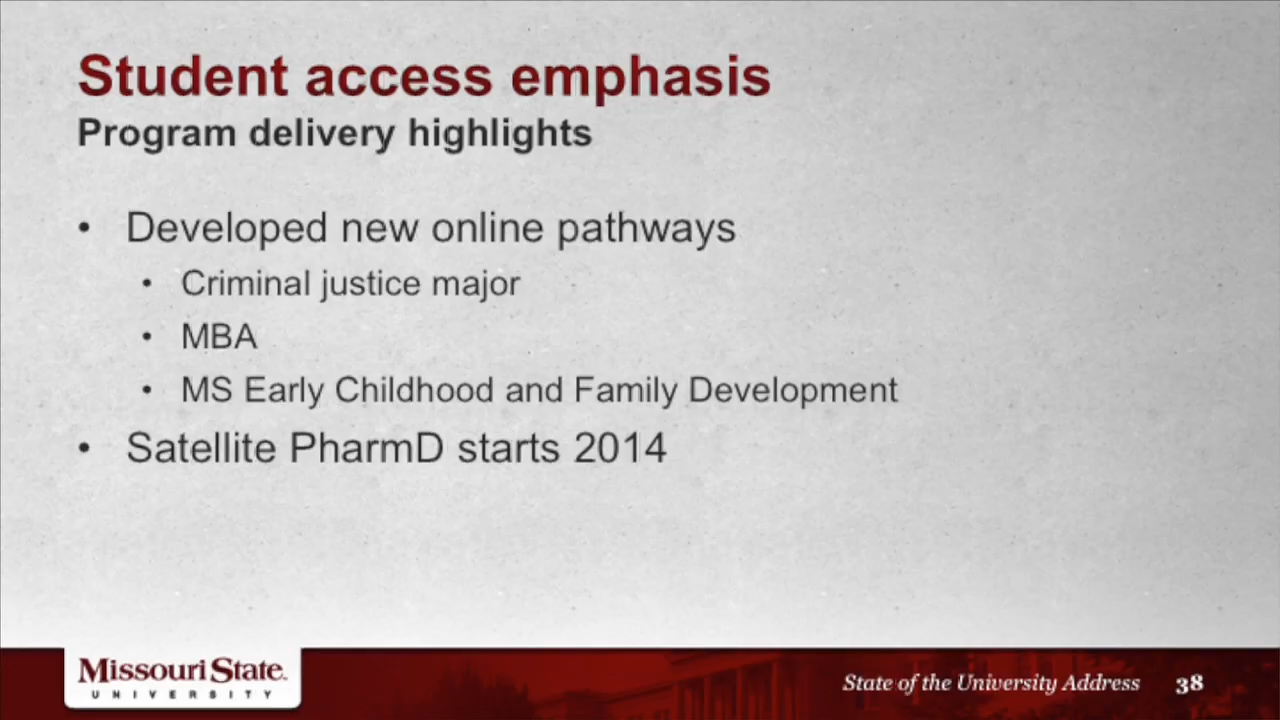 Student access emphasis
Program delivery highlights
• Developed new online pathways
• Criminal justice major
• MBA
• MS Early Childhood and Family Development
• Satellite PharmD starts 2014
Missouri State.
UNIVERSITY
State of the University Address 38